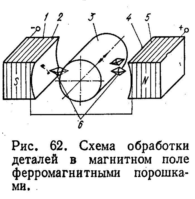 1 2 3 4 5
-р +р
S N
6
Рис. 62. Схема обработки
деталей в магнитном поле
ферромагнитными порошка-
ми.